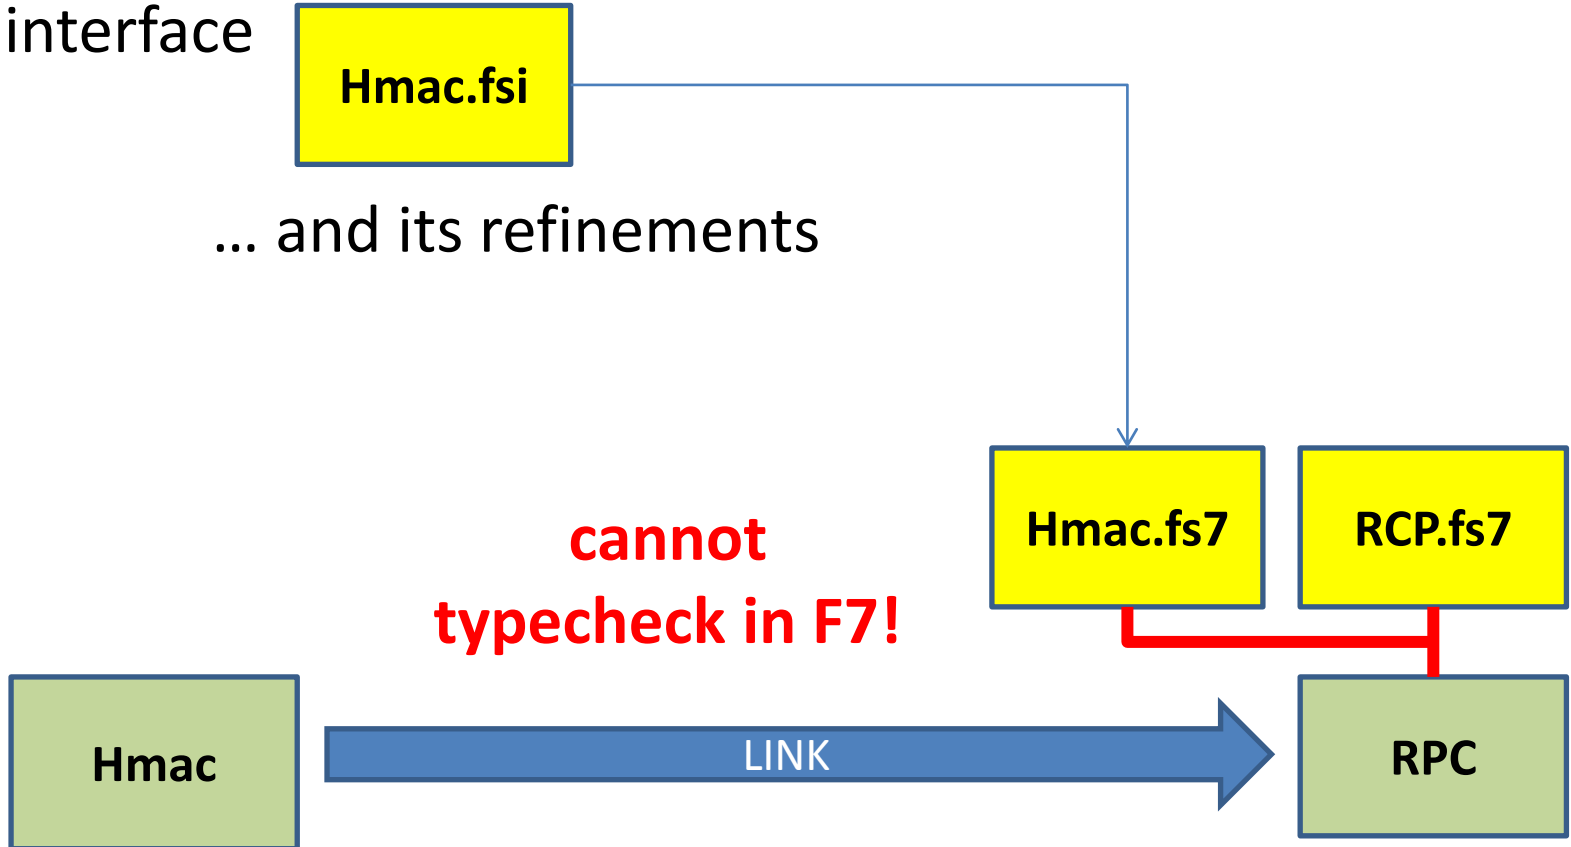 interface
Hmac.fsi
... and its refinements
Hmac.fs7
RCP.fs7
cannot
typecheck in F7!
Hmac
LINK
RPC